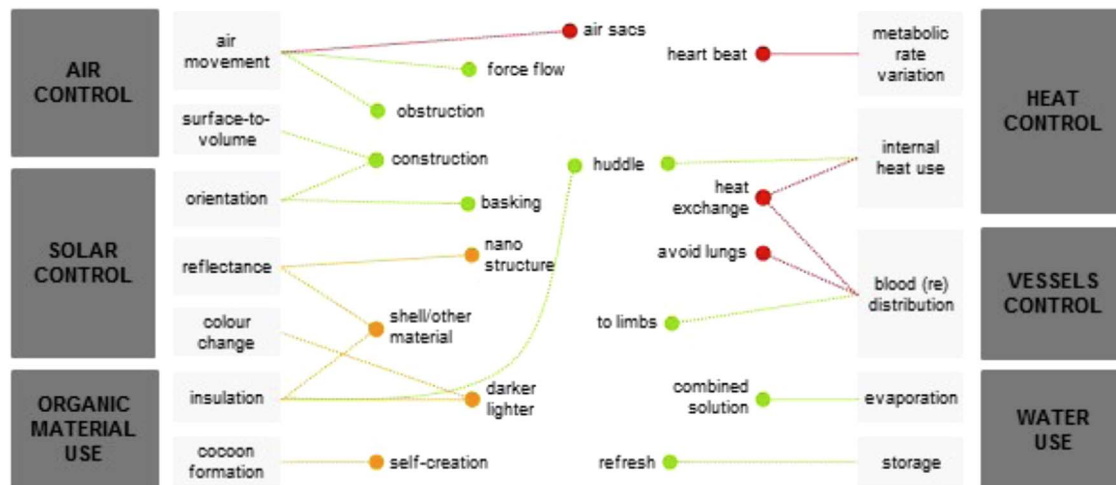 AIR
CONTROL
SOLAR
CONTROL
ORGANIC
MATERIAL
USE
air
movement
surface-to-
volume
orientation
reflectance
colour
change
insulation
cocoon
formation
air sacs
force flow
obstruction
construction
basking
nano
structure
shell/other
material
darker
lighter
self-creation
heart beat
huddle
heat
exchange
avoid lungs
to limbs
combined
solution
refresh
metabolic
rate
variation
internal
heat use
blood (re)
distribution
evaporation
storage
HEAT
CONTROL
VESSELS
CONTROL
WATER
USE